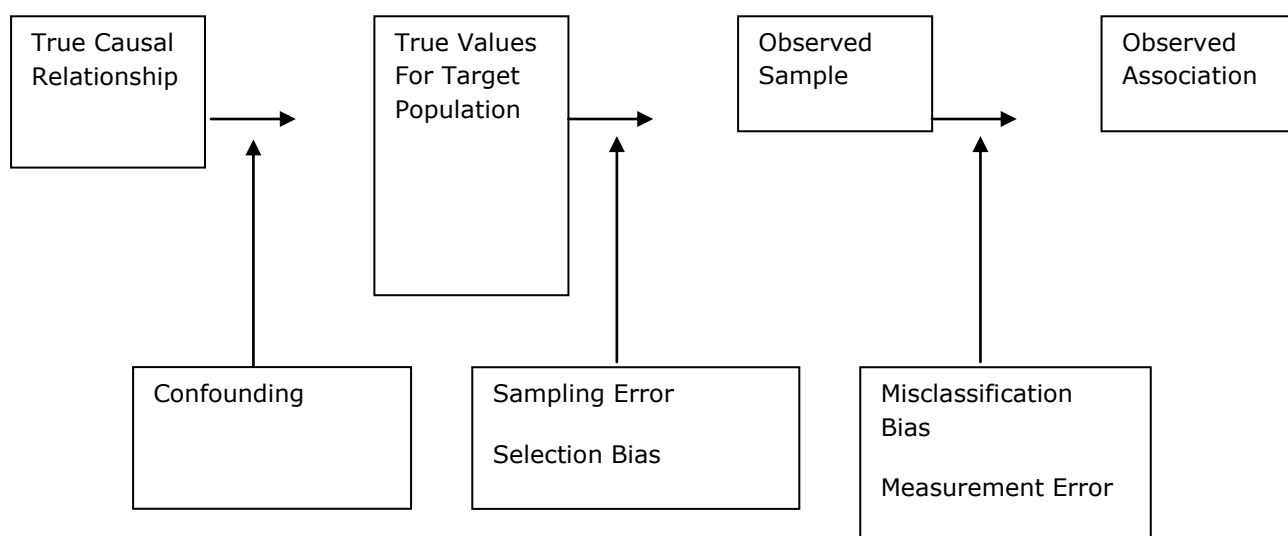 True Causal
Relationship
True Values
For Target
Population
Observed
Sample
Observed
Association
Confounding
Sampling Error
Selection Bias
Misclassification
Bias
Measurement Error